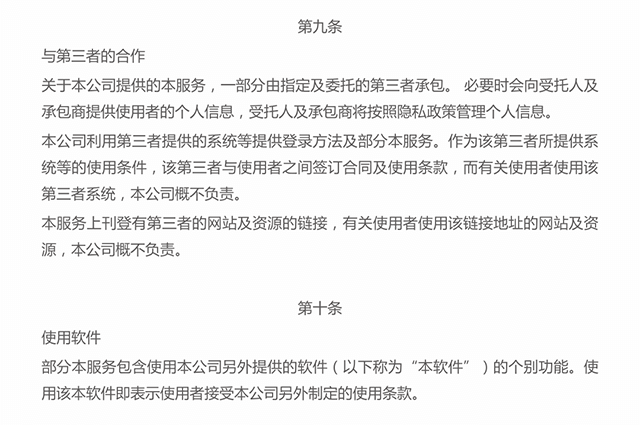 第九条
与第三者的合作
关于本公司提供的本服务，一部分由指定及委托的第三者承包。 必要时会向受托人及
承包商提供使用者的个人信息，受托人及承包商将按照隐私政策管理个人信息。
本公司利用第三者提供的系统等提供登录方法及部分本服务。作为该第三者所提供系
统等的使用条件，该第三者与使用者之间签订合同及使用条款，而有关使用者使用该
第三者系统，本公司概不负责。
本服务上刊登有第三者的网站及资源的链接，有关使用者使用该链接地址的网站及资
源，本公司概不负责。
第十条
使用软件
部分本服务包含使用本公司另外提供的软件（以下称为“本软件”）的个别功能。使
用该本软件即表示使用者接受本公司另外制定的使用条款。